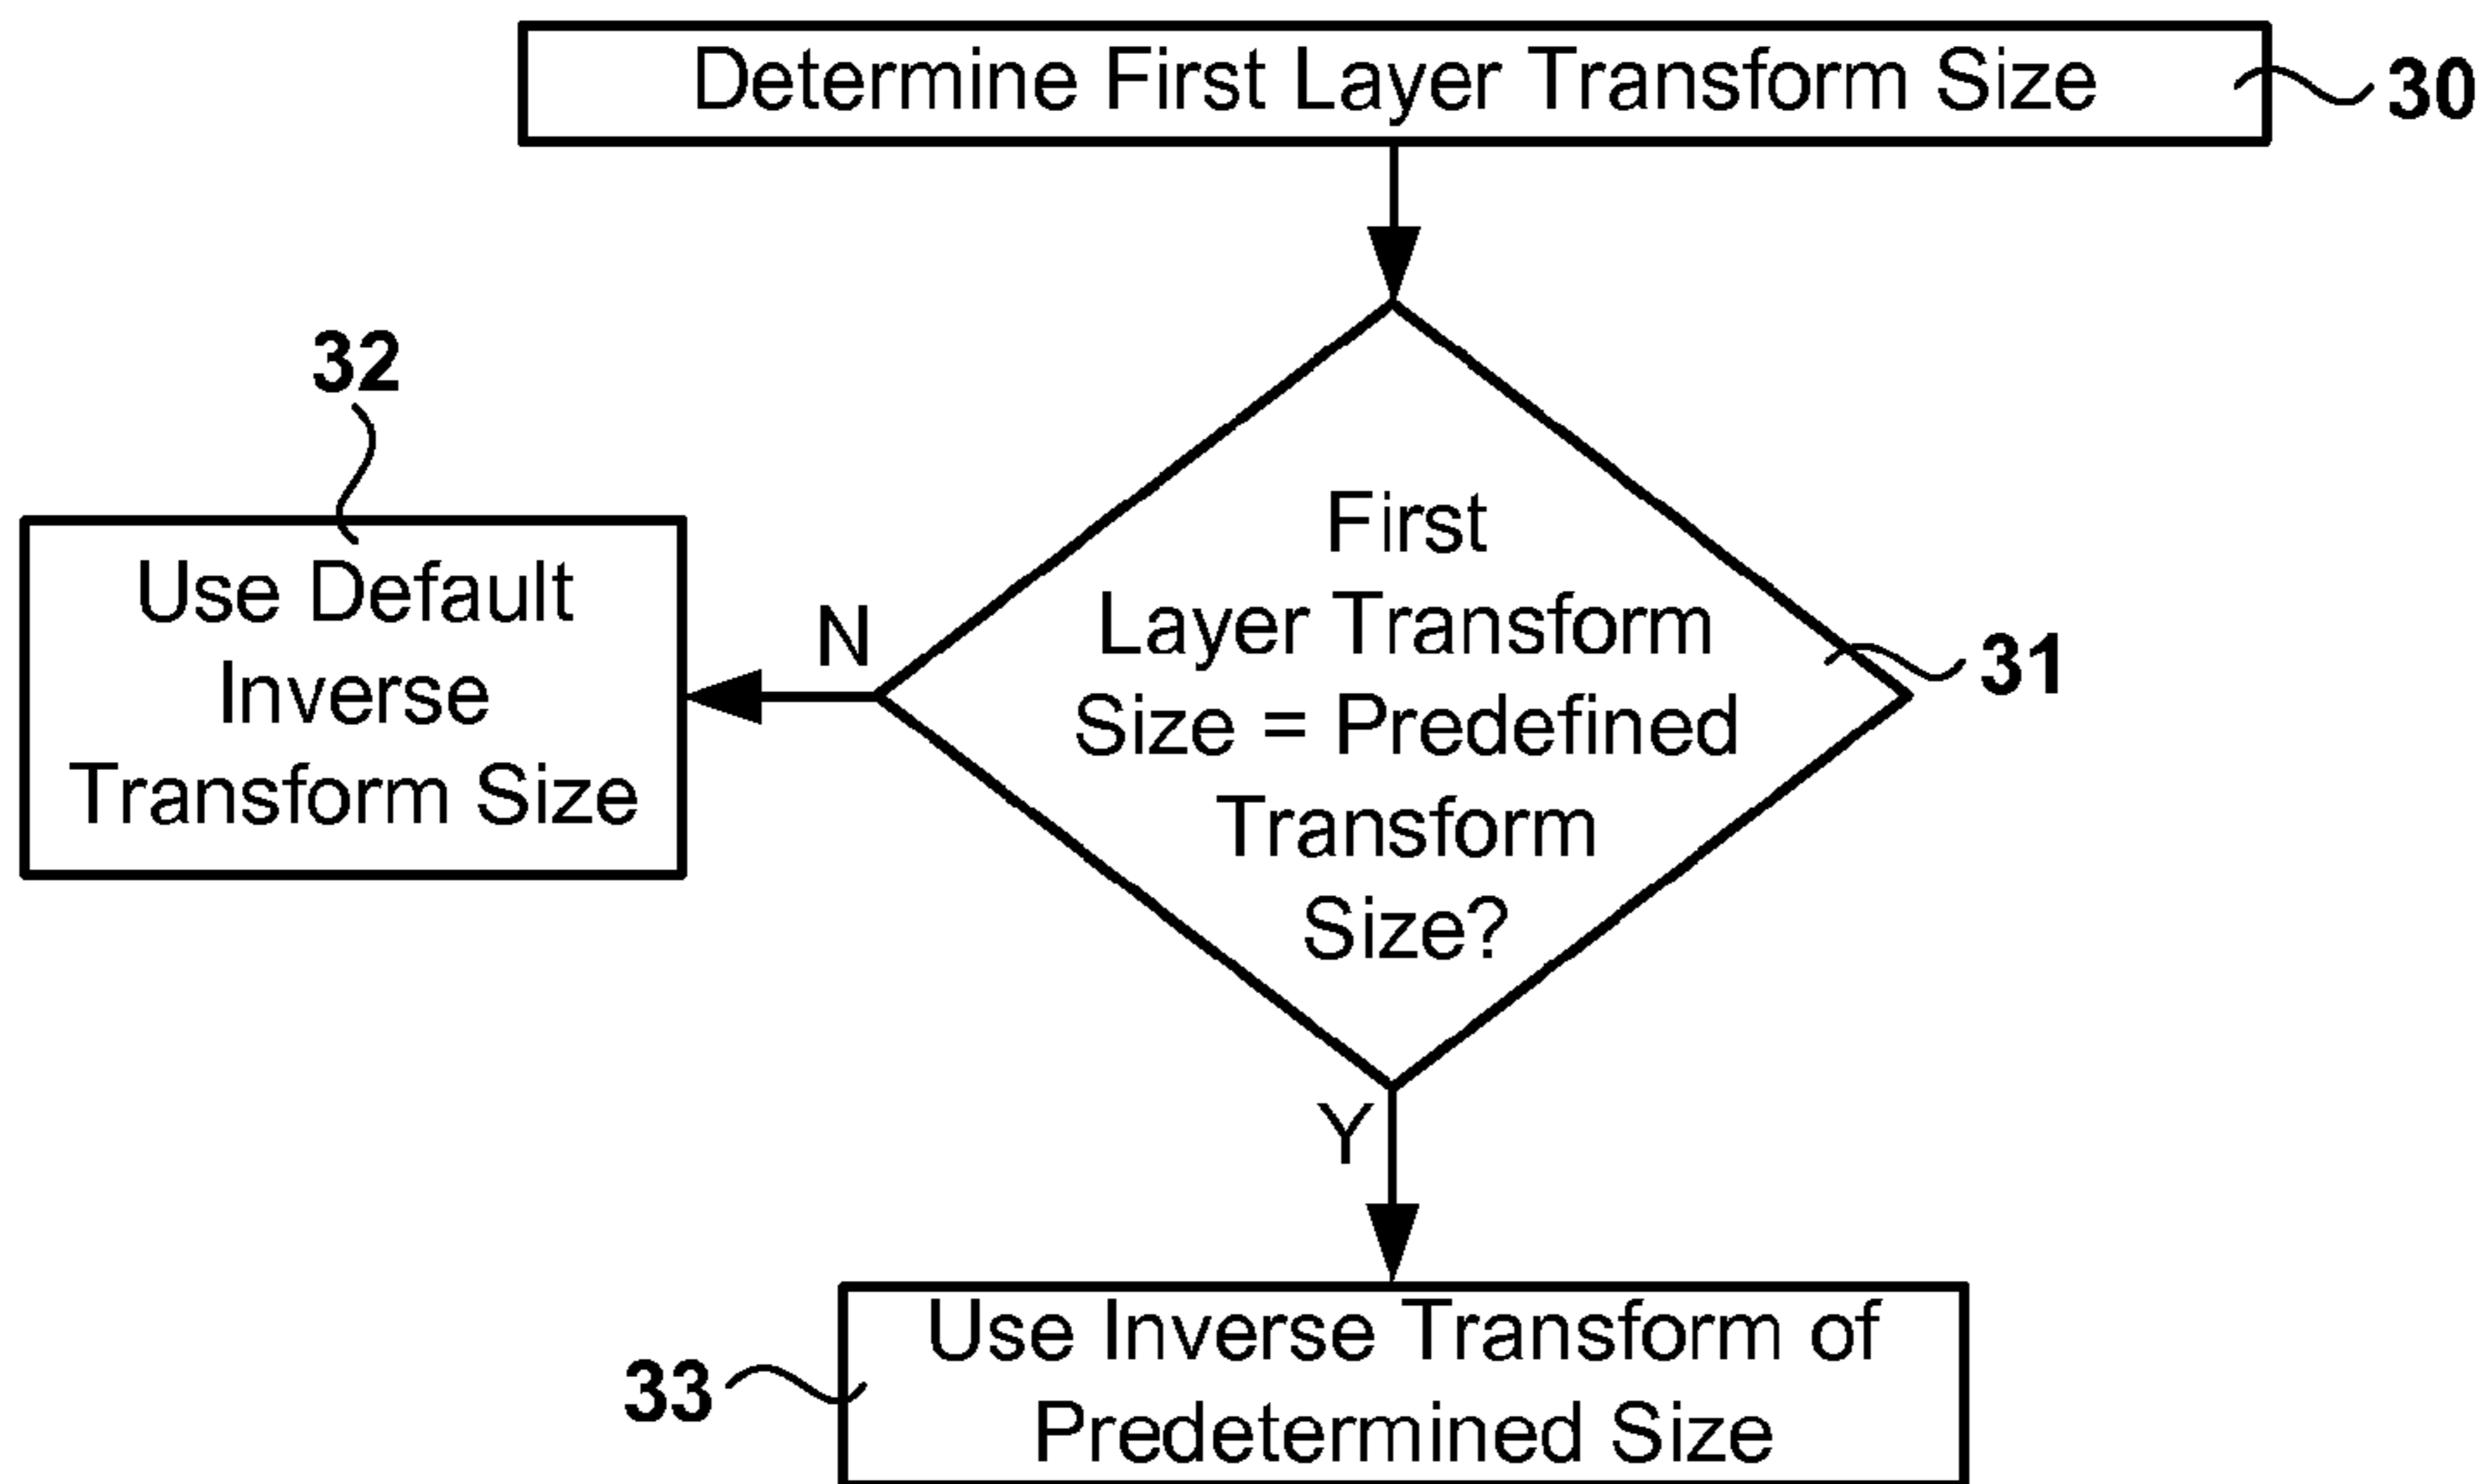 Determine First Layer Transform Size
30
32
Use Default
Inverse
Transform Size
N
First
Layer Transform
Size = Predefined
Transform
Size?
31
Y
33
Use Inverse Transform of
Predetermined Size